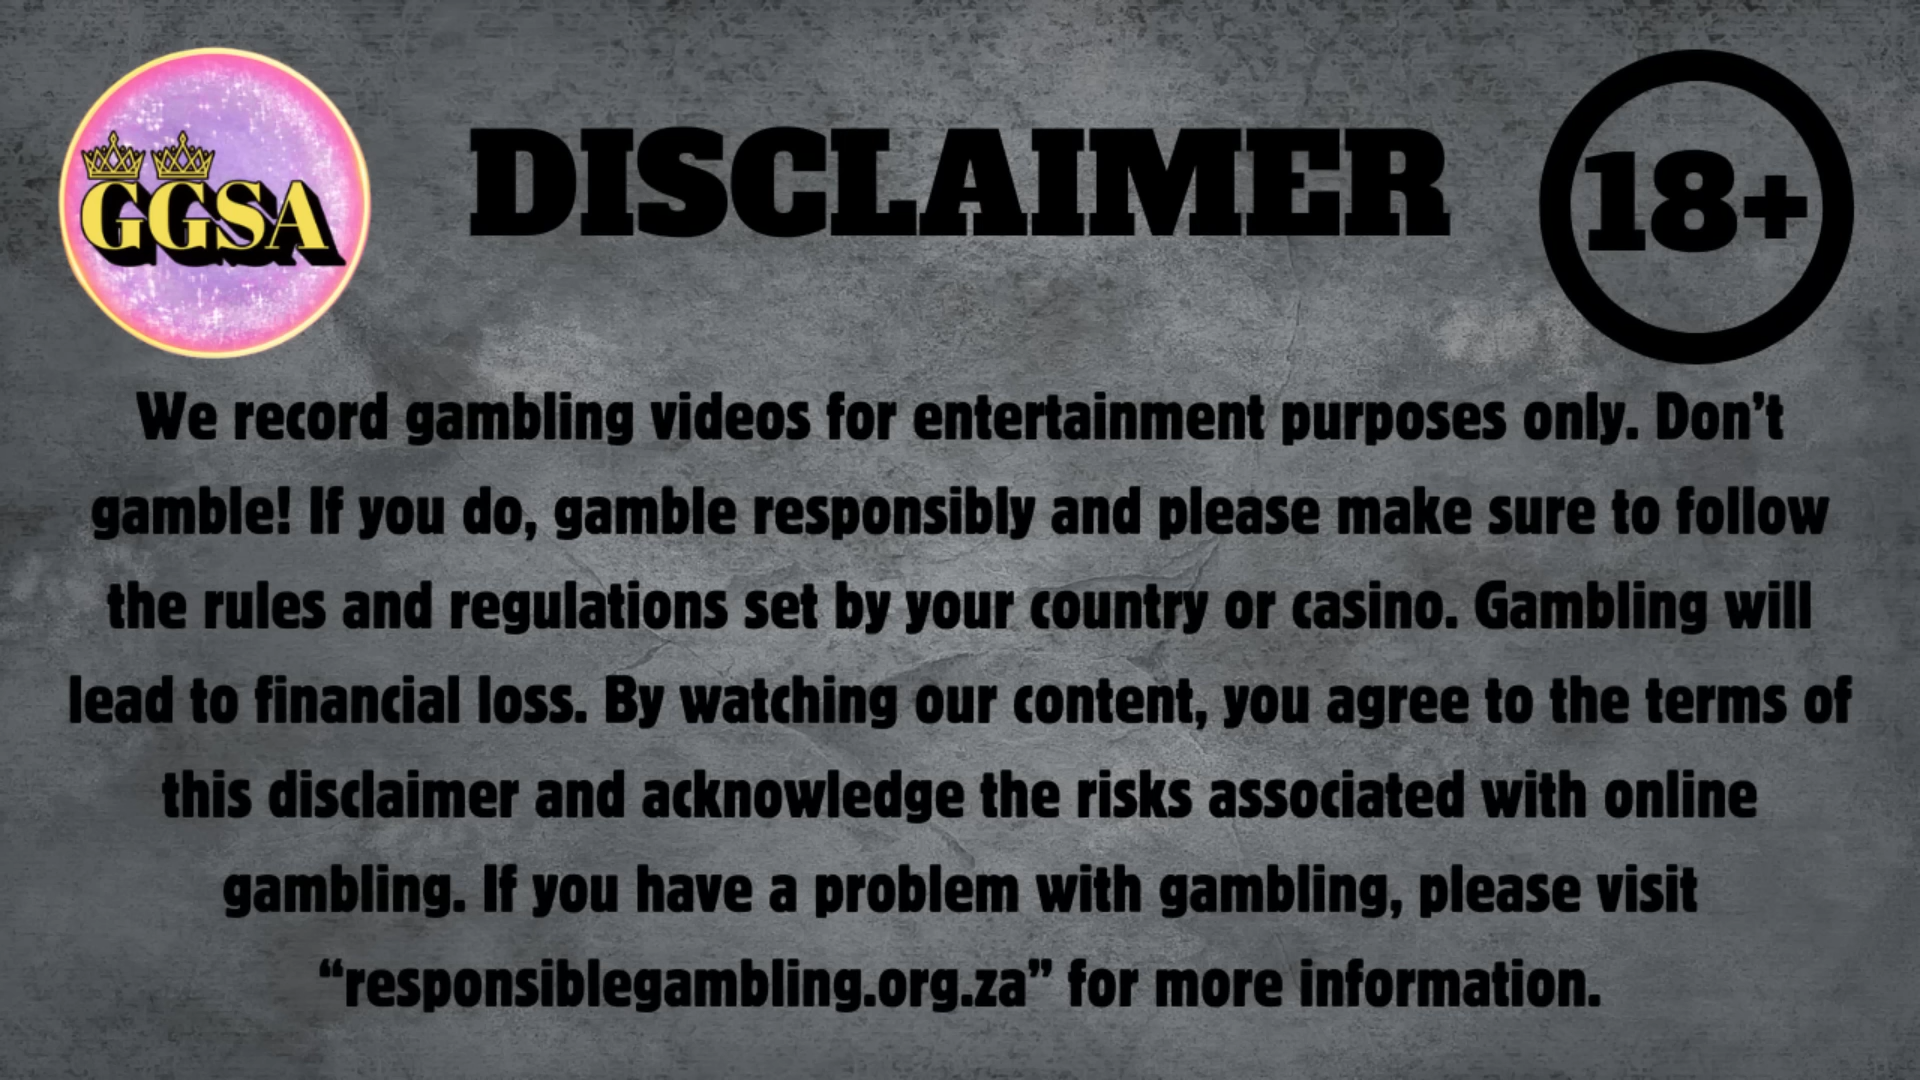 GGSA
DISCLAIMER
18+
We record gambling videos for entertainment purposes only. Don’t
gamble! If you do, gamble responsibly and please make sure to follow
the rules and regulations set by your country or casino. Gambling will
lead to financial loss. By watching our content, you agree to the terms of
this disclaimer and acknowledge the risks associated with online
gambling. If you have a problem with gambling, please visit
“responsiblegambling.org.za” for more information.